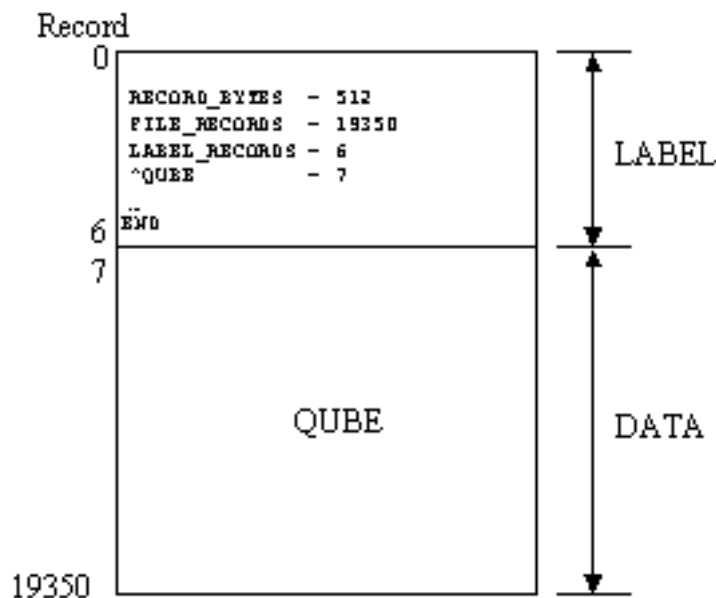 Record
0
RECORD_BYTES - 512
FILE_RECORDS - 19350
LABEL_RECORDS - 6
^QUBE - 7
..
END
6
LABEL
7
QUBE
DATA
19350